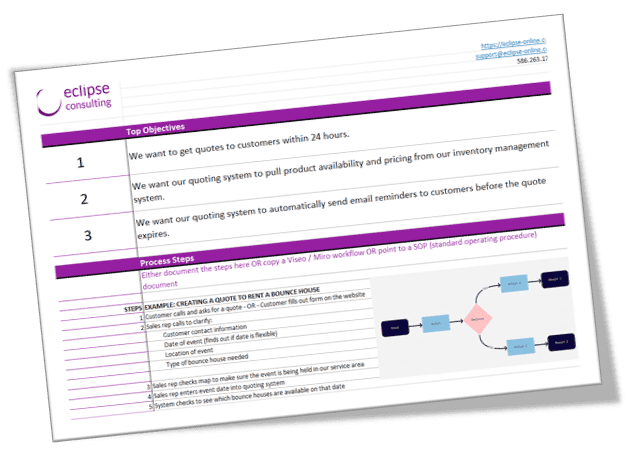 eclipse
consulting
https://eclipse-online.c
support@eclipse-online.c
586.263.17
Top Objectives
1 We want to get quotes to customers within 24 hours.
2 We want our quoting system to pull product availability and pricing from our inventory management
system.
3 We want our quoting system to automatically send email reminders to customers before the quote
expires.
Process Steps
Either document the steps here OR copy a Viseo / Miro workflow OR point to a SOP (standard operating procedure)
document
STEPS EXAMPLE: CREATING A QUOTE TO RENT A BOUNCE HOUSE
1 Customer calls and asks for a quote - OR - Customer fills out form on the website
2 Sales rep calls to clarify:
Customer contact information
Date of event (finds out if date is flexible)
Location of event
Type of bounce house needed
3 Sales rep checks map to make sure the event is being held in our service area
4 Sales rep enters event date into quoting system
5 System checks to see which bounce houses are available on that date